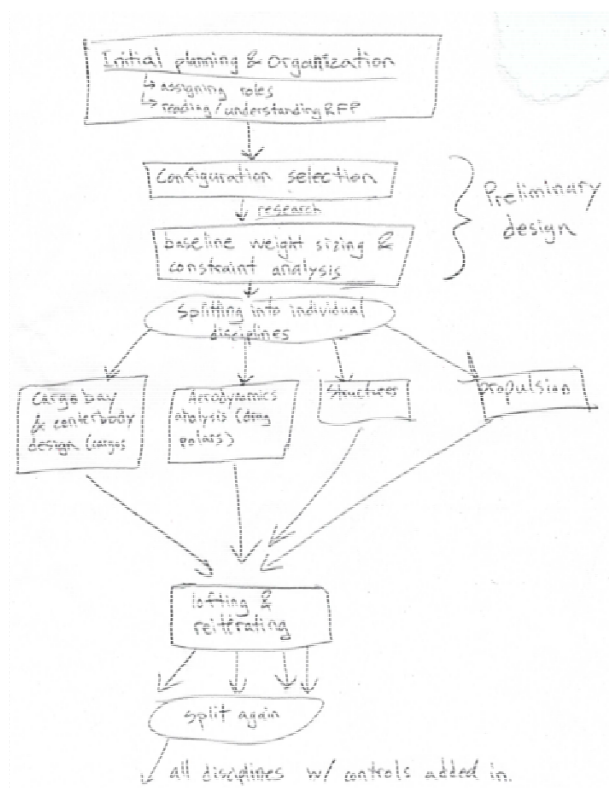 Initial planning & organization
↳ assigning roles
↳ reading/understanding RFP
Configuration selection
research
baseline weight sizing &
constraint analysis
Preliminary
design
Splitting into individual
disciplines
Cargo bay
& centerbody
design (cargo)
Aerodynamics
analysis (drag
polars)
Structures
propulsion
lofting &
reitterating
split again
all disciplines w/ controls added in.